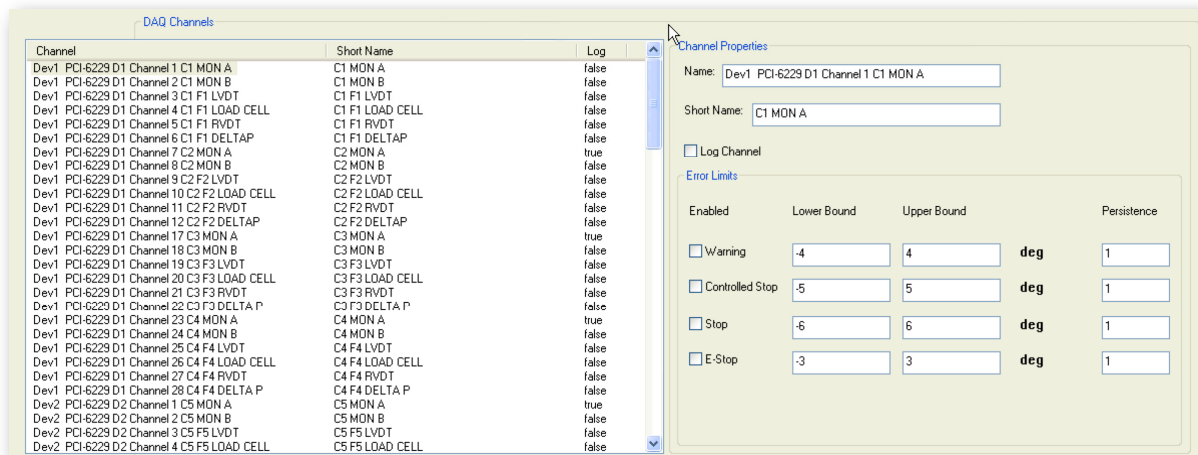 DAQ Channels
Channel Short Name Log
Dev1 PCI-6229 D1 Channel 1 C1 MON A C1 MON A false
Dev1 PCI-6229 D1 Channel 2 C1 MON B C1 MON B false
Dev1 PCI-6229 D1 Channel 3 C1 F1 LVDT C1 F1 LVDT false
Dev1 PCI-6229 D1 Channel 4 C1 F1 LOAD CELL C1 F1 LOAD CELL false
Dev1 PCI-6229 D1 Channel 5 C1 F1 RVDT C1 F1 RVDT false
Dev1 PCI-6229 D1 Channel 6 C1 F1 DELTAP C1 F1 DELTAP false
Dev1 PCI-6229 D1 Channel 7 C2 MON A C2 MON A true
Dev1 PCI-6229 D1 Channel 8 C2 MON B C2 MON B false
Dev1 PCI-6229 D1 Channel 9 C2 F2 LVDT C2 F2 LVDT false
Dev1 PCI-6229 D1 Channel 10 C2 F2 LOAD CELL C2 F2 LOAD CELL false
Dev1 PCI-6229 D1 Channel 11 C2 F2 RVDT C2 F2 RVDT false
Dev1 PCI-6229 D1 Channel 12 C2 F2 DELTAP C2 F2 DELTAP false
Dev1 PCI-6229 D1 Channel 17 C3 MON A C3 MON A true
Dev1 PCI-6229 D1 Channel 18 C3 MON B C3 MON B false
Dev1 PCI-6229 D1 Channel 19 C3 F3 LVDT C3 F3 LVDT false
Dev1 PCI-6229 D1 Channel 20 C3 F3 LOAD CELL C3 F3 LOAD CELL false
Dev1 PCI-6229 D1 Channel 21 C3 F3 RVDT C3 F3 RVDT false
Dev1 PCI-6229 D1 Channel 22 C3 F3 DELTA P C3 F3 DELTA P false
Dev1 PCI-6229 D1 Channel 23 C4 MON A C4 MON A true
Dev1 PCI-6229 D1 Channel 24 C4 MON B C4 MON B false
Dev1 PCI-6229 D1 Channel 25 C4 F4 LVDT C4 F4 LVDT false
Dev1 PCI-6229 D1 Channel 26 C4 F4 LOAD CELL C4 F4 LOAD CELL false
Dev1 PCI-6229 D1 Channel 27 C4 F4 RVDT C4 F4 RVDT false
Dev1 PCI-6229 D1 Channel 28 C4 F4 DELTA P C4 F4 DELTA P false
Dev2 PCI-6229 D2 Channel 1 C5 MON A C5 MON A true
Dev2 PCI-6229 D2 Channel 2 C5 MON B C5 MON B false
Dev2 PCI-6229 D2 Channel 3 C5 F5 LVDT C5 F5 LVDT false
Dev2 PCI-6229 D2 Channel 4 C5 F5 LOAD CELL C5 F5 LOAD CELL false
Channel Properties
Name: Dev1 PCI-6229 D1 Channel 1 C1 MON A
Short Name: C1 MON A
Log Channel
Error Limits
Enabled Lower Bound Upper Bound Persistence
Warning -4 4 deg 1
Controlled Stop -5 5 deg 1
Stop -6 6 deg 1
E-Stop -3 3 deg 1